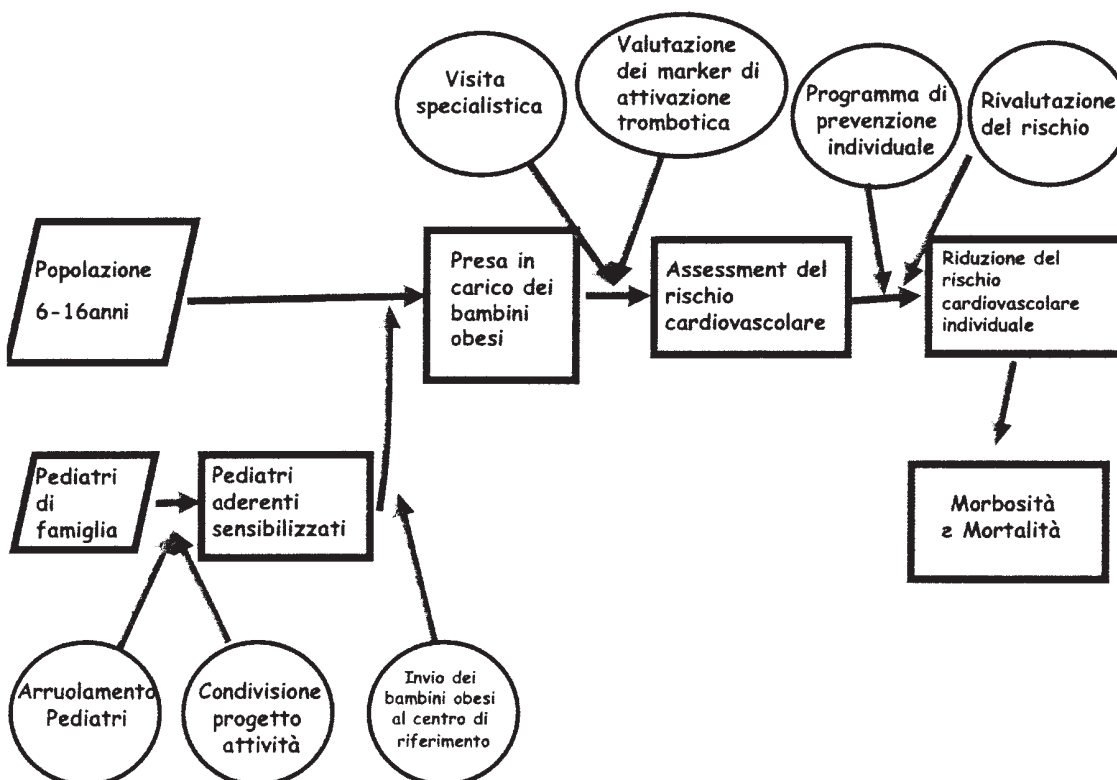 Visita
specialistica
Valutazione
dei marker di
attivazione
trombotica
Programma di
prevenzione
individuale
Rivalutazione
del rischio
Popolazione
6-16anni
Presa in
carico dei
bambini
obesi
Assessment del
rischio
cardiovascolare
Riduzione del
rischio
cardiovascolare
individuale
Pediatri
di
famiglia
Pediatri
aderenti
sensibilizzati
Morbosità
e Mortalità
Arruolamento
Pediatri
Condivisione
progetto
attività
Invio dei
bambini obesi
al centro di
riferimento